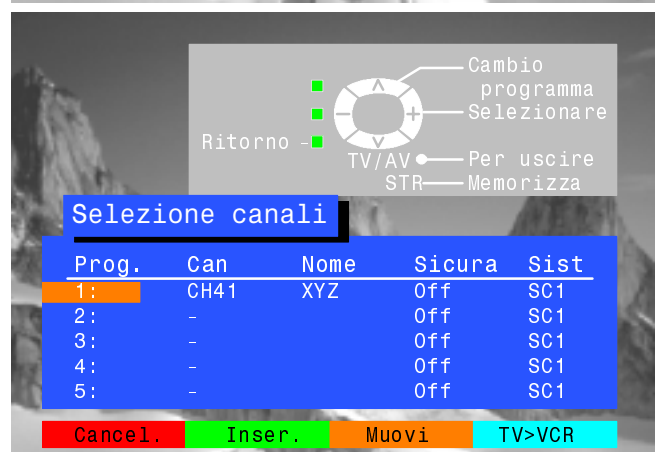 Cambio
programma
Selezionare
Ritorno
TV/AV Per uscire
STR Memorizza
Selezione canali
Prog. Can Nome Sicura Sist
1: CH41 XYZ Off SC1
2: - Off SC1
3: - Off SC1
4: - Off SC1
5: - Off SC1
Cancel. Inser. Muovi TV>VCR